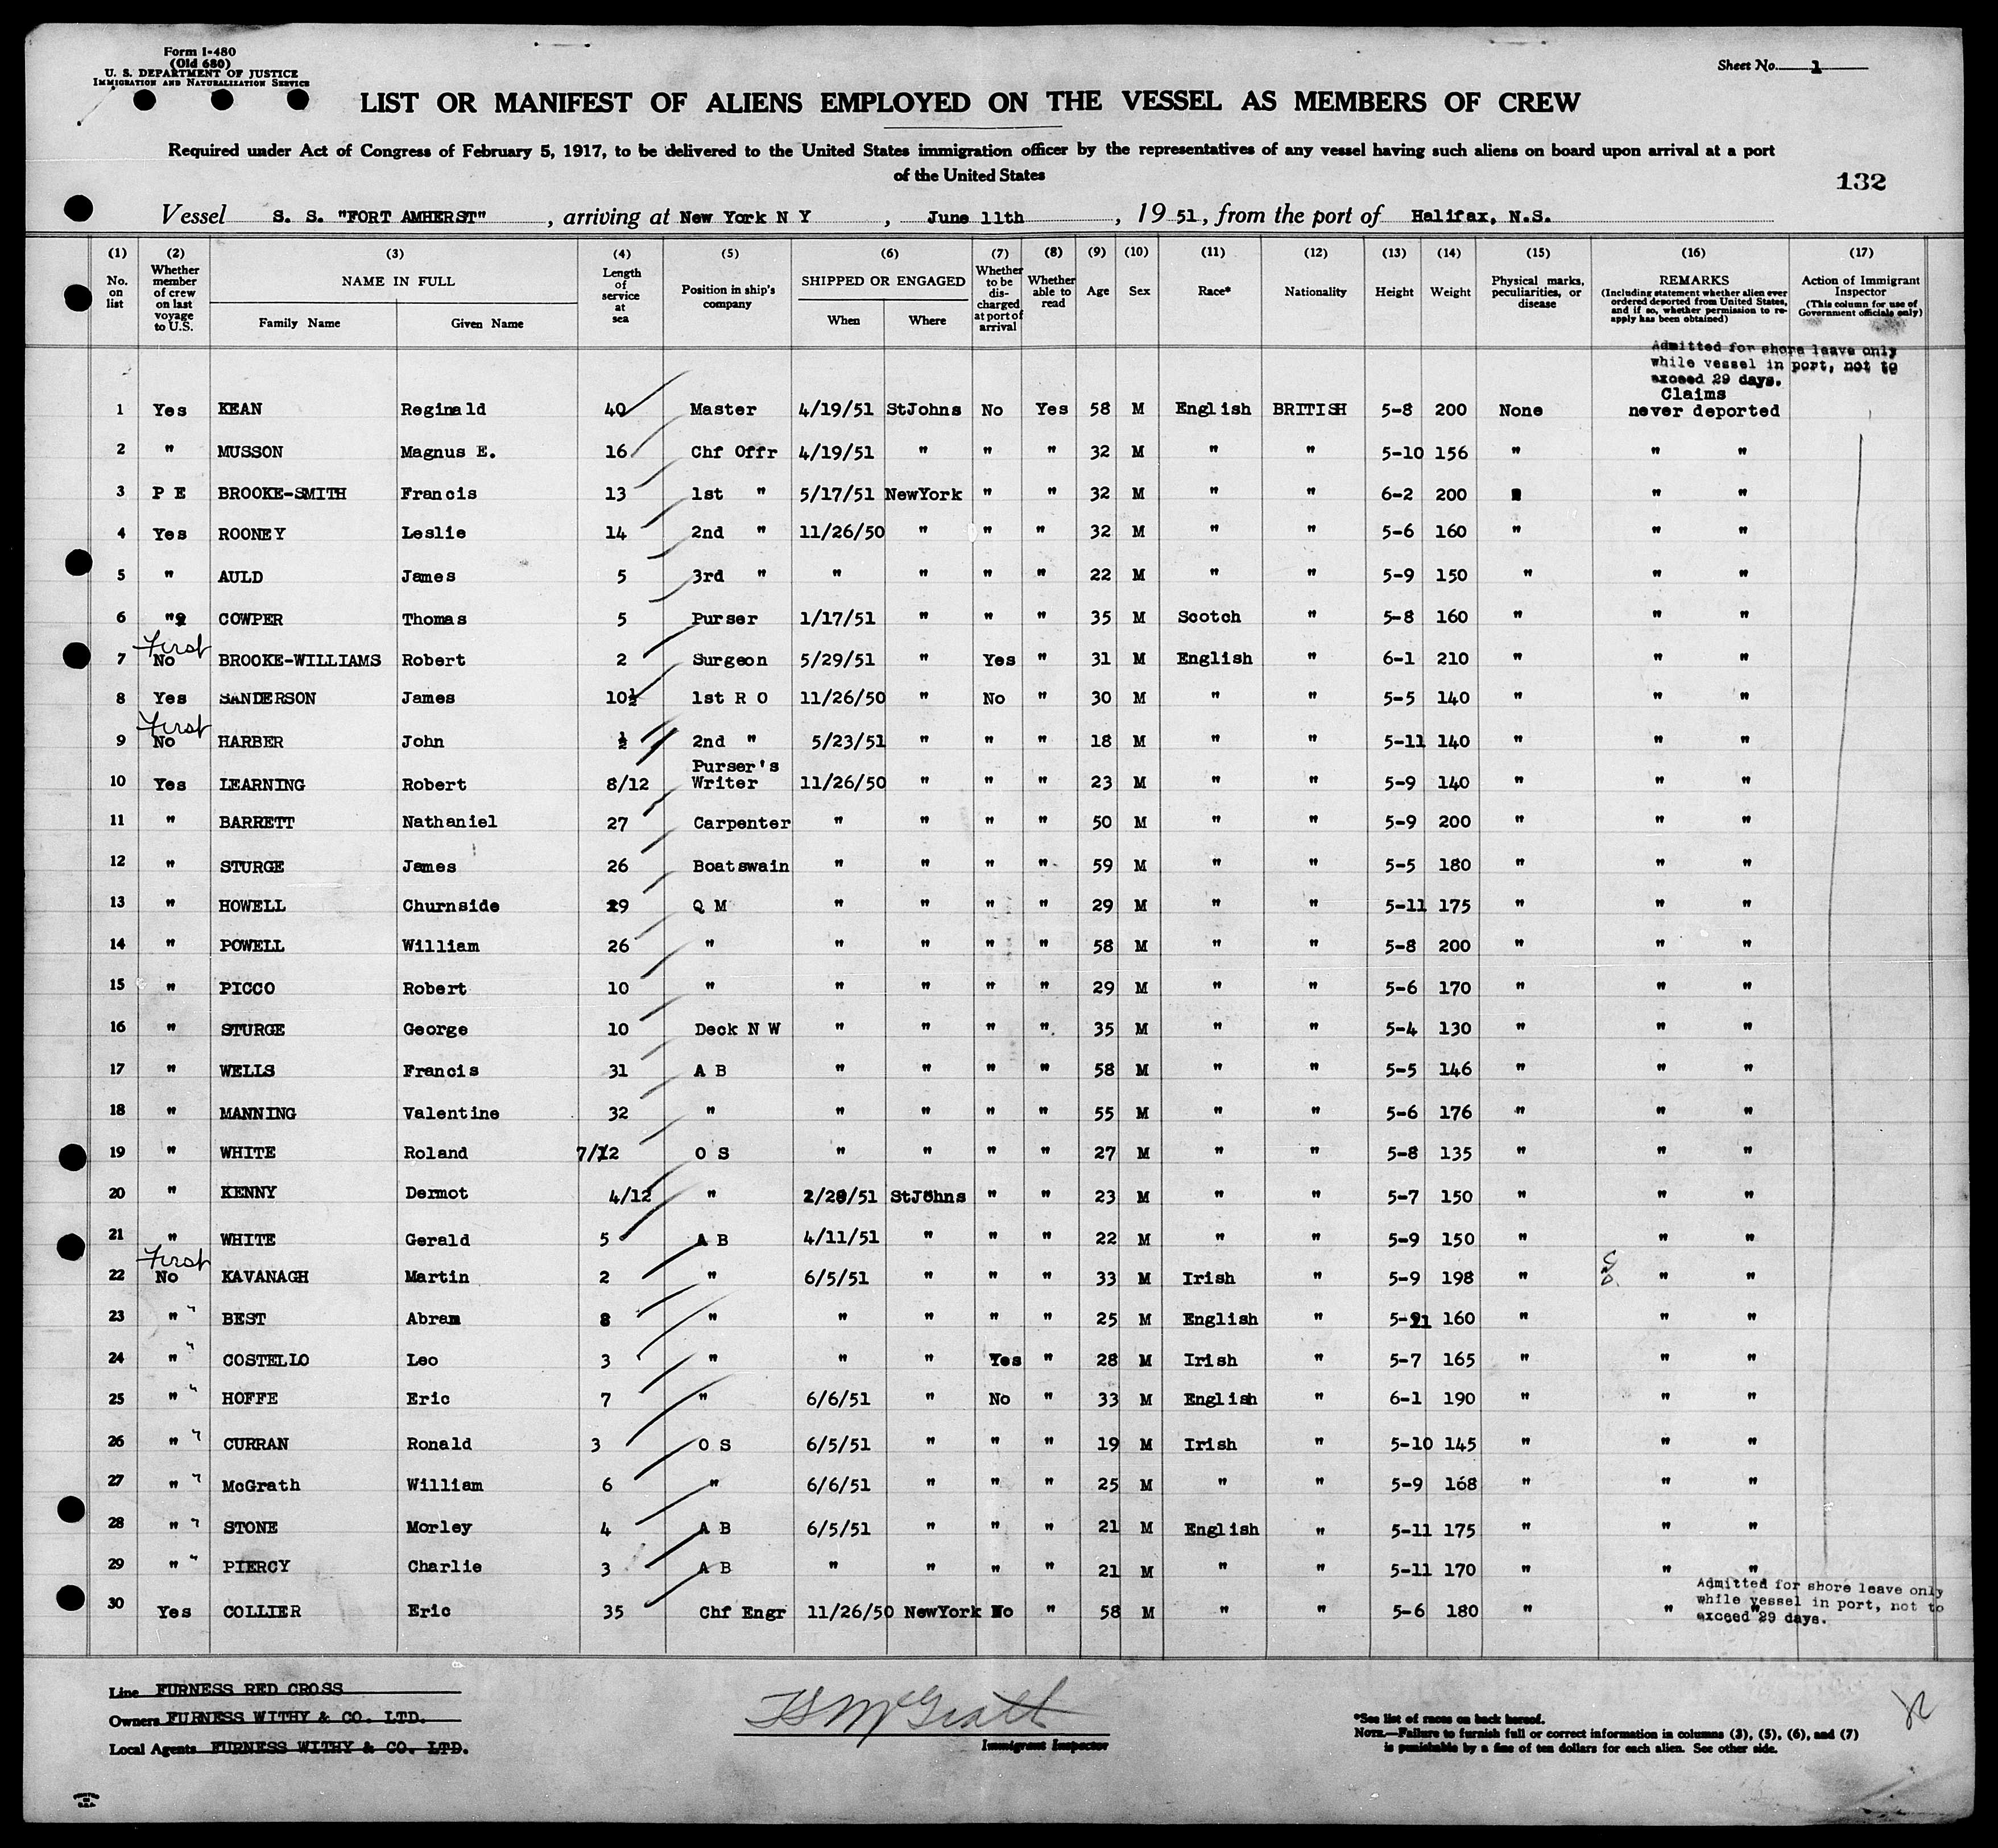 Form I-480
(Old 680)
U. S. DEPARTMENT OF JUSTICE
IMMIGRATION AND NATURALIZATION SERVICE
Sheet No. 1
LIST OR MANIFEST OF ALIENS EMPLOYED ON THE VESSEL AS MEMBERS OF CREW
Required under Act of Congress of February 5, 1917, to be delivered to the United States immigration officer by the representatives of any vessel having such aliens on board upon arrival at a port
of the United States
132
Vessel S. S. "FORT AMHERST", arriving at New York N Y, June 11th, 19 51, from the port of Halifax, N.S.
(1) (2) (3) (4) (5) (6) (7) (8) (9) (10) (11) (12) (13) (14) (15) (16) (17)
No. on list | Whether member of crew on last voyage to U.S. | NAME IN FULL Family Name Given Name | Length of service at sea | Position in ship's company | SHIPPED OR ENGAGED When Where | Whether to be discharged at port of arrival | Whether able to read | Age | Sex | Race* | Nationality | Height | Weight | Physical marks, peculiarities, or disease | REMARKS (Including statement whether alien ever ordered deported from United States, and if so, whether permission to re-apply has been obtained) | Action of Immigrant Inspector (This column for use of Government officials only)
Admitted for shore leave only
while vessel in port, not to
exceed 29 days.
Claims
1 Yes KEAN Reginald 40 Master 4/19/51 StJohns No Yes 58 M English BRITISH 5-8 200 None never deported
2 " MUSSON Magnus E. 16 Chf Offr 4/19/51 " " " 32 M " " 5-10 156 " " "
3 P E BROOKE-SMITH Francis 13 1st " 5/17/51 NewYork " " 32 M " " 6-2 200 " " "
4 Yes ROONEY Leslie 14 2nd " 11/26/50 " " " 32 M " " 5-6 160 " " "
5 " AULD James 5 3rd " " " " " 22 M " " 5-9 150 " " "
6 " COWPER Thomas 5 Purser 1/17/51 " " " 35 M Scotch " 5-8 160 " " "
First
7 No BROOKE-WILLIAMS Robert 2 Surgeon 5/29/51 " Yes " 31 M English " 6-1 210 " " "
8 Yes SANDERSON James 10½ 1st R O 11/26/50 " No " 30 M " " 5-5 140 " " "
First
9 No HARBER John ½ 2nd " 5/23/51 " " " 18 M " " 5-11 140 " " "
10 Yes LEARNING Robert 8/12 Purser's Writer 11/26/50 " " " 23 M " " 5-9 140 " " "
11 " BARRETT Nathaniel 27 Carpenter " " " " 50 M " " 5-9 200 " " "
12 " STURGE James 26 Boatswain " " " " 59 M " " 5-5 180 " " "
13 " HOWELL Churnside 29 Q M " " " " 29 M " " 5-11 175 " " "
14 " POWELL William 26 " " " " " 58 M " " 5-8 200 " " "
15 " PICCO Robert 10 " " " " " 29 M " " 5-6 170 " " "
16 " STURGE George 10 Deck N W " " " " 35 M " " 5-4 130 " " "
17 " WELLS Francis 31 A B " " " " 58 M " " 5-5 146 " " "
18 " MANNING Valentine 32 " " " " " 55 M " " 5-6 176 " " "
19 " WHITE Roland 7/12 O S " " " " 27 M " " 5-8 135 " " "
20 " KENNY Dermot 4/12 " 2/28/51 StJohns " " 23 M " " 5-7 150 " " "
21 " WHITE Gerald 5 A B 4/11/51 " " " 22 M " " 5-9 150 " " "
First
22 No KAVANAGH Martin 2 " 6/5/51 " " " 33 M Irish " 5-9 198 " " "
23 " " BEST Abram 8 " " " " " 25 M English " 5-11 160 " " "
24 " " COSTELLO Leo 3 " " " Yes " 28 M Irish " 5-7 165 " " "
25 " " HOFFE Eric 7 " 6/6/51 " No " 33 M English " 6-1 190 " " "
26 " " CURRAN Ronald 3 O S 6/5/51 " " " 19 M Irish " 5-10 145 " " "
27 " " McGrath William 6 " 6/6/51 " " " 25 M " " 5-9 168 " " "
28 " " STONE Morley 4 A B 6/5/51 " " " 21 M English " 5-11 175 " " "
29 " " PIERCY Charlie 3 A B " " " " 21 M " " 5-11 170 " " "
30 Yes COLLIER Eric 35 Chf Engr 11/26/50 NewYork No " 58 M " " 5-6 180 " " "
Admitted for shore leave only
while vessel in port, not to
exceed 29 days.
Line FURNESS RED CROSS
Owners FURNESS WITHY & CO. LTD.
Local Agents FURNESS WITHY & CO. LTD.
McGrath
Immigrant Inspector
*See list of races on back hereof.
NOTE.—Failure to furnish full or correct information in columns (3), (5), (6), and (7)
is punishable by a fine of ten dollars for each alien. See other side.
PRINTED
IN
U.S.A.